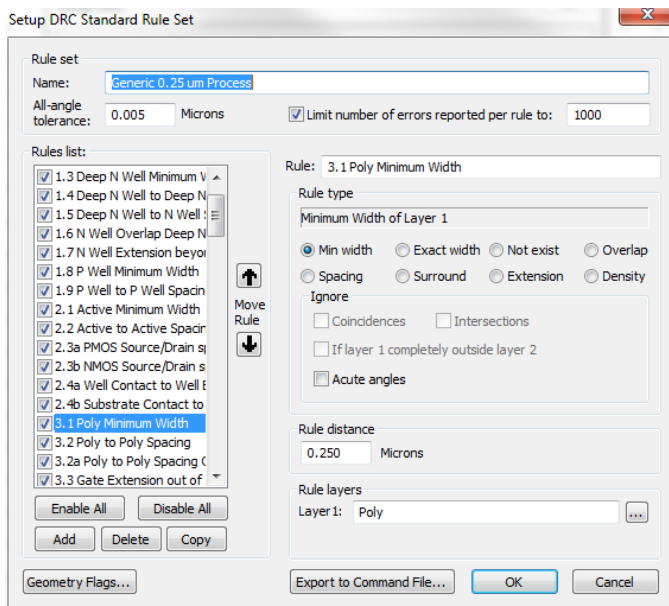 Setup DRC Standard Rule Set
Rule set
Name: Generic 0.25 um Process
All-angle tolerance: 0.005 Microns
Limit number of errors reported per rule to: 1000
Rules list:
1.3 Deep N Well Minimum
1.4 Deep N Well to Deep N
1.5 Deep N Well to N Well
1.6 N Well Overlap Deep N
1.7 N Well Extension beyo
1.8 P Well Minimum Width
1.9 P Well to P Well Spacin
2.1 Active Minimum Width
2.2 Active to Active Spacin
2.3a PMOS Source/Drain s
2.3b NMOS Source/Drain s
2.4a Well Contact to Well
2.4b Substrate Contact to
3.1 Poly Minimum Width
3.2 Poly to Poly Spacing
3.2a Poly to Poly Spacing
3.3 Gate Extension out of
Move
Rule
Enable All Disable All
Add Delete Copy
Geometry Flags...
Rule: 3.1 Poly Minimum Width
Rule type
Minimum Width of Layer 1
Min width Exact width Not exist Overlap
Spacing Surround Extension Density
Ignore
Coincidences Intersections
If layer 1 completely outside layer 2
Acute angles
Rule distance
0.250 Microns
Rule layers
Layer1: Poly ...
Export to Command File... OK Cancel